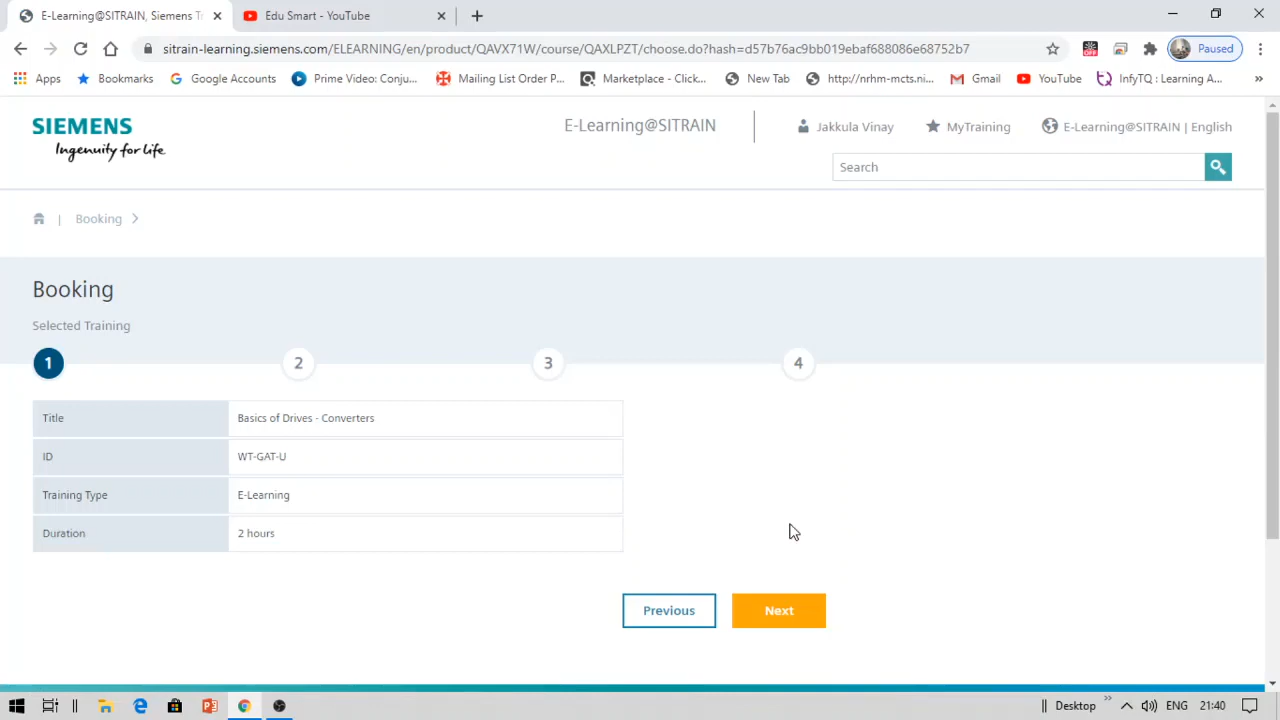 E-Learning@SITRAIN, Siemens Tr
Edu Smart - YouTube
sitrain-learning.siemens.com/ELEARNING/en/product/QAVX71W/course/QAXLPZT/choose.do?hash=d57b76ac9bb019ebaf688086e68752b7
OFF
Paused
Apps
Bookmarks
Google Accounts
Prime Video: Conju...
Mailing List Order P...
Marketplace - Click...
New Tab
http://nrhm-mcts.ni...
Gmail
YouTube
InfyTQ : Learning A...
»
SIEMENS
Ingenuity for life
E-Learning@SITRAIN
Jakkula Vinay
MyTraining
E-Learning@SITRAIN | English
Search
| Booking
Booking
Selected Training
1
2
3
4
Title Basics of Drives - Converters
ID WT-GAT-U
Training Type E-Learning
Duration 2 hours
Previous
Next
Desktop
»
ENG
21:40